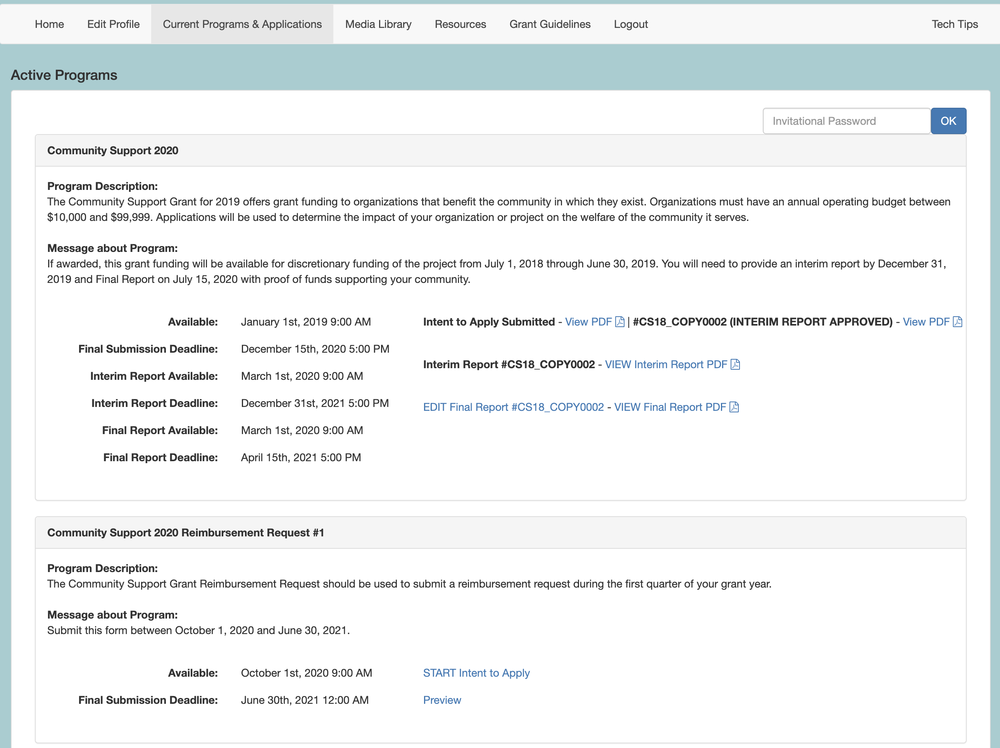 Home Edit Profile Current Programs & Applications Media Library Resources Grant Guidelines Logout Tech Tips
Active Programs
Invitational Password OK
Community Support 2020
Program Description:
The Community Support Grant for 2019 offers grant funding to organizations that benefit the community in which they exist. Organizations must have an annual operating budget between
$10,000 and $99,999. Applications will be used to determine the impact of your organization or project on the welfare of the community it serves.
Message about Program:
If awarded, this grant funding will be available for discretionary funding of the project from July 1, 2018 through June 30, 2019. You will need to provide an interim report by December 31,
2019 and Final Report on July 15, 2020 with proof of funds supporting your community.
Available: January 1st, 2019 9:00 AM Intent to Apply Submitted - View PDF | #CS18_COPY0002 (INTERIM REPORT APPROVED) - View PDF
Final Submission Deadline: December 15th, 2020 5:00 PM
Interim Report #CS18_COPY0002 - VIEW Interim Report PDF
Interim Report Available: March 1st, 2020 9:00 AM
Interim Report Deadline: December 31st, 2021 5:00 PM
EDIT Final Report #CS18_COPY0002 - VIEW Final Report PDF
Final Report Available: March 1st, 2020 9:00 AM
Final Report Deadline: April 15th, 2021 5:00 PM
Community Support 2020 Reimbursement Request #1
Program Description:
The Community Support Grant Reimbursement Request should be used to submit a reimbursement request during the first quarter of your grant year.
Message about Program:
Submit this form between October 1, 2020 and June 30, 2021.
Available: October 1st, 2020 9:00 AM START Intent to Apply
Final Submission Deadline: June 30th, 2021 12:00 AM Preview